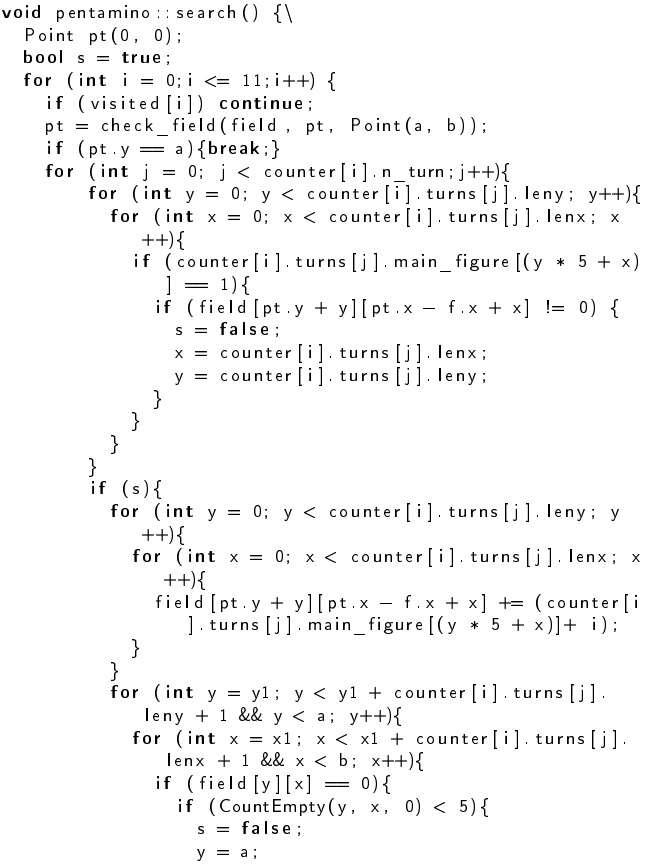 void pentamino::search() {\
  Point pt(0, 0);
  bool s = true;
  for (int i = 0;i <= 11;i++) {
    if (visited[i]) continue;
    pt = check_field(field, pt, Point(a, b));
    if (pt.y == a){break;}
    for (int j = 0; j < counter[i].n_turn;j++){
        for (int y = 0; y < counter[i].turns[j].leny; y++){
          for (int x = 0; x < counter[i].turns[j].lenx; x
             ++){
            if (counter[i].turns[j].main_figure[(y * 5 + x)
               ] == 1){
              if (field[pt.y + y][pt.x - f.x + x] != 0) {
                s = false;
                x = counter[i].turns[j].lenx;
                y = counter[i].turns[j].leny;
              }
            }
          }
        }
        if (s){
          for (int y = 0; y < counter[i].turns[j].leny; y
             ++){
            for (int x = 0; x < counter[i].turns[j].lenx; x
               ++){
              field[pt.y + y][pt.x - f.x + x] += (counter[i
                 ].turns[j].main_figure[(y * 5 + x)]+ i);
            }
          }
          for (int y = y1; y < y1 + counter[i].turns[j].
             leny + 1 && y < a; y++){
            for (int x = x1; x < x1 + counter[i].turns[j].
               lenx + 1 && x < b; x++){
              if (field[y][x] == 0){
                if (CountEmpty(y, x, 0) < 5){
                  s = false;
                  y = a;